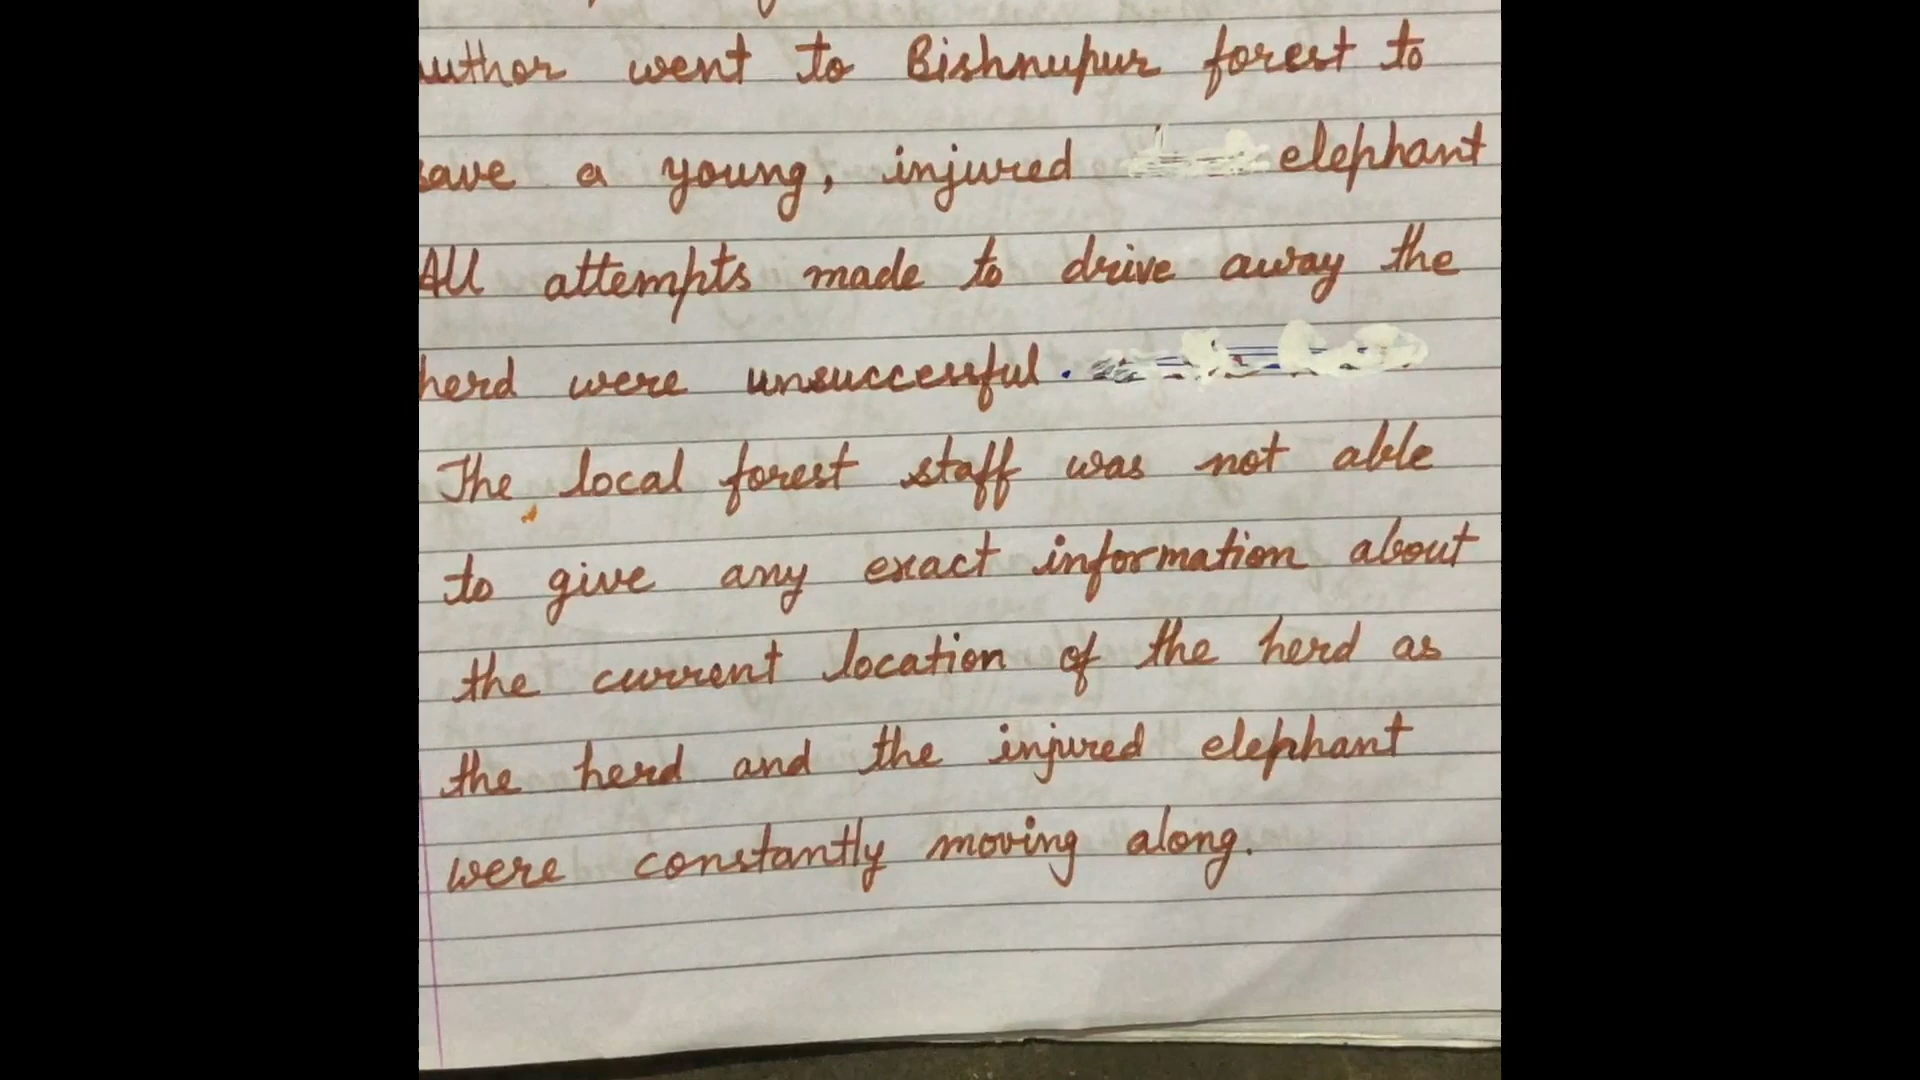 author went to Bishnupur forest to
save a young, injured elephant
All attempts made to drive away the
herd were unsuccessful.
The local forest staff was not able
to give any exact information about
the current location of the herd as
the herd and the injured elephant
were constantly moving along.